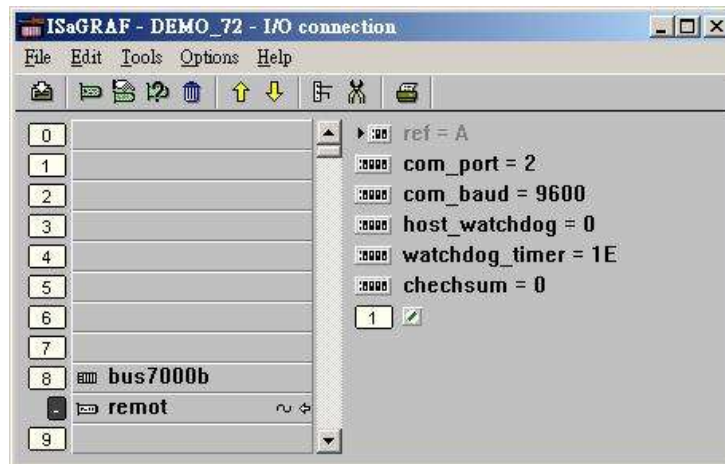 ISaGRAF - DEMO_72 - I/O connection
File Edit Tools Options Help
0
1
2
3
4
5
6
7
8 bus7000b
- remot
9
ref = A
com_port = 2
com_baud = 9600
host_watchdog = 0
watchdog_timer = 1E
chechsum = 0
1